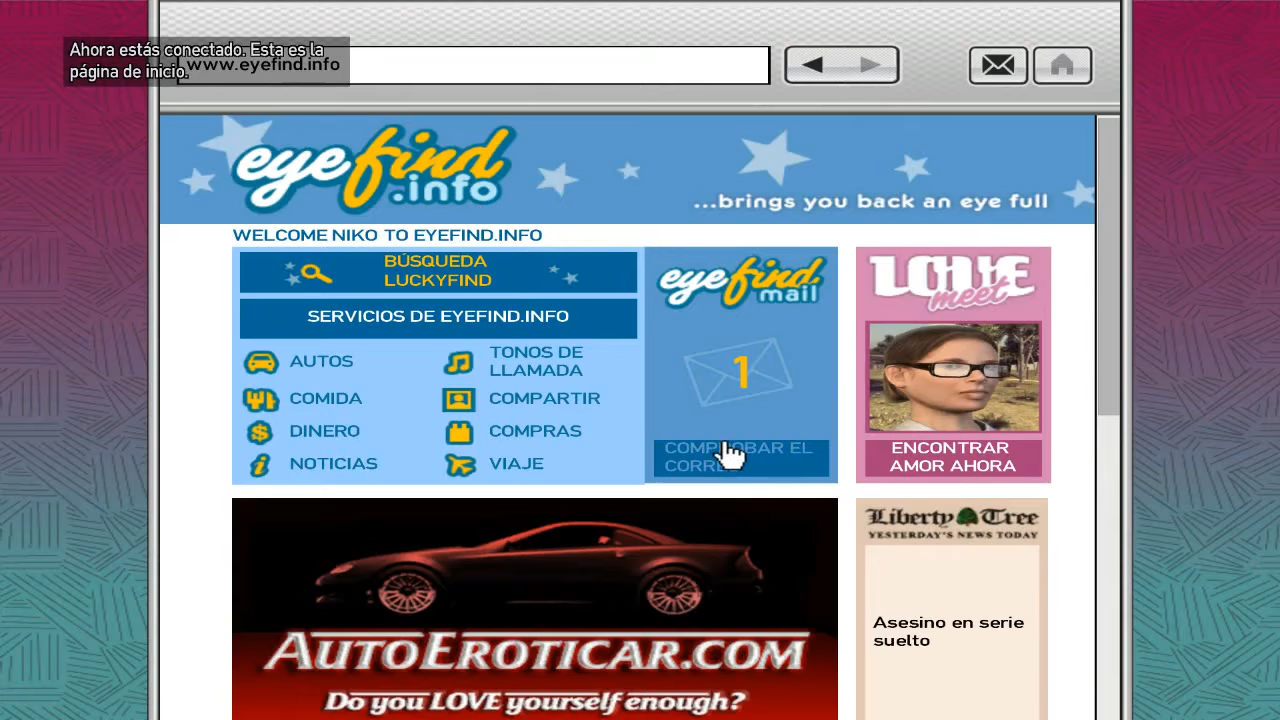 Ahora estás conectado. Esta es la
página de inicio.
www.eyefind.info
eyefind
.info
...brings you back an eye full
WELCOME NIKO TO EYEFIND.INFO
BÚSQUEDA
LUCKYFIND
SERVICIOS DE EYEFIND.INFO
AUTOS
TONOS DE
LLAMADA
COMIDA
COMPARTIR
DINERO
COMPRAS
NOTICIAS
VIAJE
eyefind
mail
1
COMPROBAR EL
CORREO
LOVE
meet
ENCONTRAR
AMOR AHORA
AUTOEROTICAR.COM
Do you LOVE yourself enough?
Liberty Tree
YESTERDAY'S NEWS TODAY
Asesino en serie
suelto